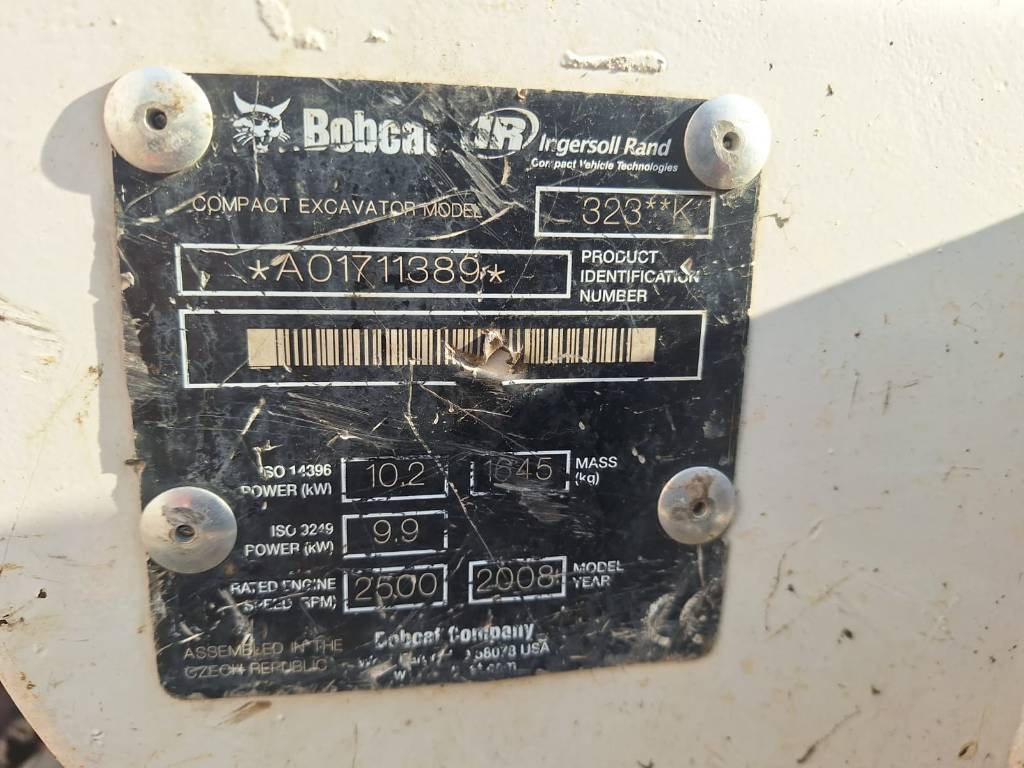 Bobcat IR Ingersoll Rand
Compact Vehicle Technologies
COMPACT EXCAVATOR MODEL 323**K
*A01711389* PRODUCT
IDENTIFICATION
NUMBER
ISO 14396
POWER (kW) 10.2 1645 MASS
(kg)
ISO 3249
POWER (kW) 9.9
RATED ENGINE
SPEED (RPM) 2500 2008 MODEL
YEAR
Bobcat Company
58078 USA
ASSEMBLED IN THE
CZECH REPUBLIC